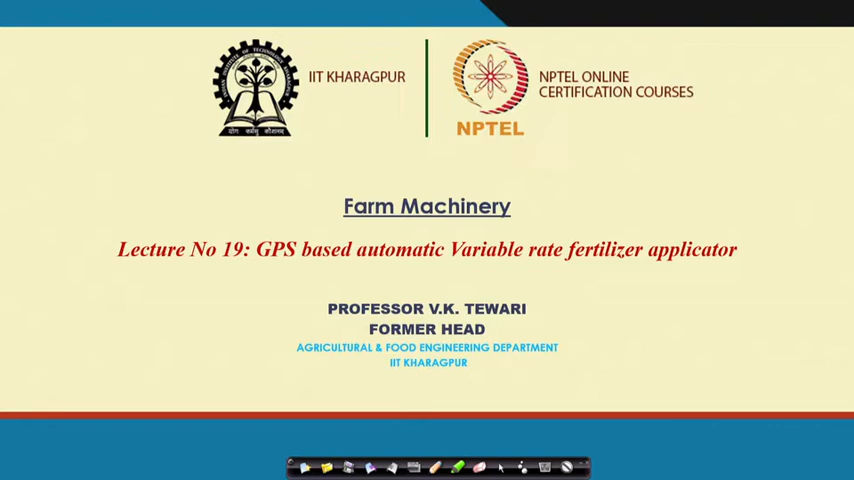 IIT KHARAGPUR
NPTEL
NPTEL ONLINE
CERTIFICATION COURSES
Farm Machinery
Lecture No 19: GPS based automatic Variable rate fertilizer applicator
PROFESSOR V.K. TEWARI
FORMER HEAD
AGRICULTURAL & FOOD ENGINEERING DEPARTMENT
IIT KHARAGPUR